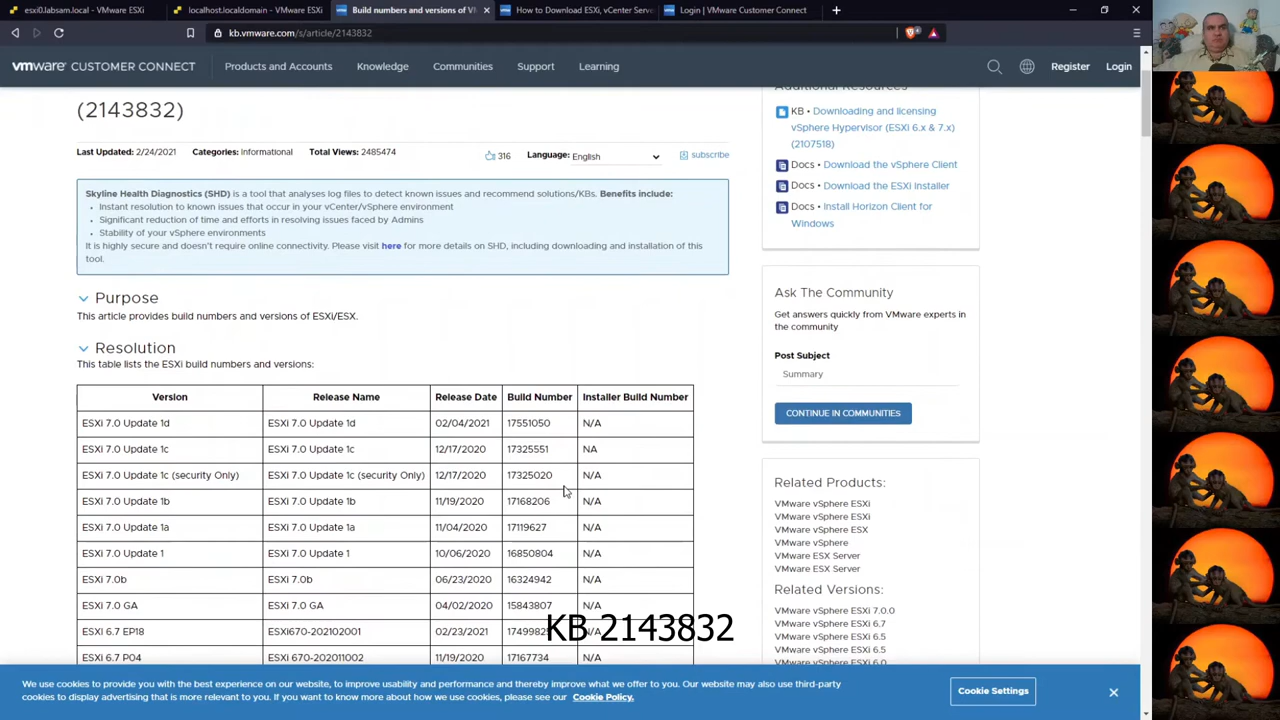 esxi0.labsam.local - VMware ESXi
localhost.localdomain - VMware ESXi
Build numbers and versions of V
How to Download ESXi, vCenter Serve
Login | VMware Customer Connect
kb.vmware.com/s/article/2143832
vmware CUSTOMER CONNECT
Products and Accounts
Knowledge
Communities
Support
Learning
Register
Login
(2143832)
Last Updated: 2/24/2021
Categories: Informational
Total Views: 2485474
316
Language:
English
subscribe
Skyline Health Diagnostics (SHD) is a tool that analyses log files to detect known issues and recommend solutions/KBs. Benefits include:
Instant resolution to known issues that occur in your vCenter/vSphere environment
Significant reduction of time and efforts in resolving issues faced by Admins
Stability of your vSphere environments
It is highly secure and doesn't require online connectivity. Please visit here for more details on SHD, including downloading and installation of this
tool.
Purpose
This article provides build numbers and versions of ESXi/ESX.
Resolution
This table lists the ESXi build numbers and versions:
Version Release Name Release Date Build Number Installer Build Number
ESXi 7.0 Update 1d ESXi 7.0 Update 1d 02/04/2021 17551050 N/A
ESXi 7.0 Update 1c ESXi 7.0 Update 1c 12/17/2020 17325551 NA
ESXi 7.0 Update 1c (security Only) ESXi 7.0 Update 1c (security Only) 12/17/2020 17325020 N/A
ESXi 7.0 Update 1b ESXi 7.0 Update 1b 11/19/2020 17168206 N/A
ESXi 7.0 Update 1a ESXi 7.0 Update 1a 11/04/2020 17119627 N/A
ESXi 7.0 Update 1 ESXi 7.0 Update 1 10/06/2020 16850804 N/A
ESXi 7.0b ESXi 7.0b 06/23/2020 16324942 N/A
ESXi 7.0 GA ESXi 7.0 GA 04/02/2020 15843807 N/A
ESXi 6.7 EP18 ESXi670-202102001 02/23/2021 N/A
ESXi 6.7 P04 ESXi 670-202011002 11/19/2020 17167734 N/A
KB 2143832
Additional Resources
KB • Downloading and licensing
vSphere Hypervisor (ESXi 6.x & 7.x)
(2107518)
Docs • Download the vSphere Client
Docs • Download the ESXi Installer
Docs • Install Horizon Client for
Windows
Ask The Community
Get answers quickly from VMware experts in
the community
Post Subject
Summary
CONTINUE IN COMMUNITIES
Related Products:
VMware vSphere ESXi
VMware vSphere ESXi
VMware vSphere ESX
VMware vSphere
VMware ESX Server
VMware ESX Server
Related Versions:
VMware vSphere ESXi 7.0.0
VMware vSphere ESXi 6.7
VMware vSphere ESXi 6.5
VMware vSphere ESXi 6.5
VMware vSphere ESXi 6.0
We use cookies to provide you with the best experience on our website, to improve usability and performance and thereby improve what we offer to you. Our website may also use third-party
cookies to display advertising that is more relevant to you. If you want to know more about how we use cookies, please see our Cookie Policy.
Cookie Settings